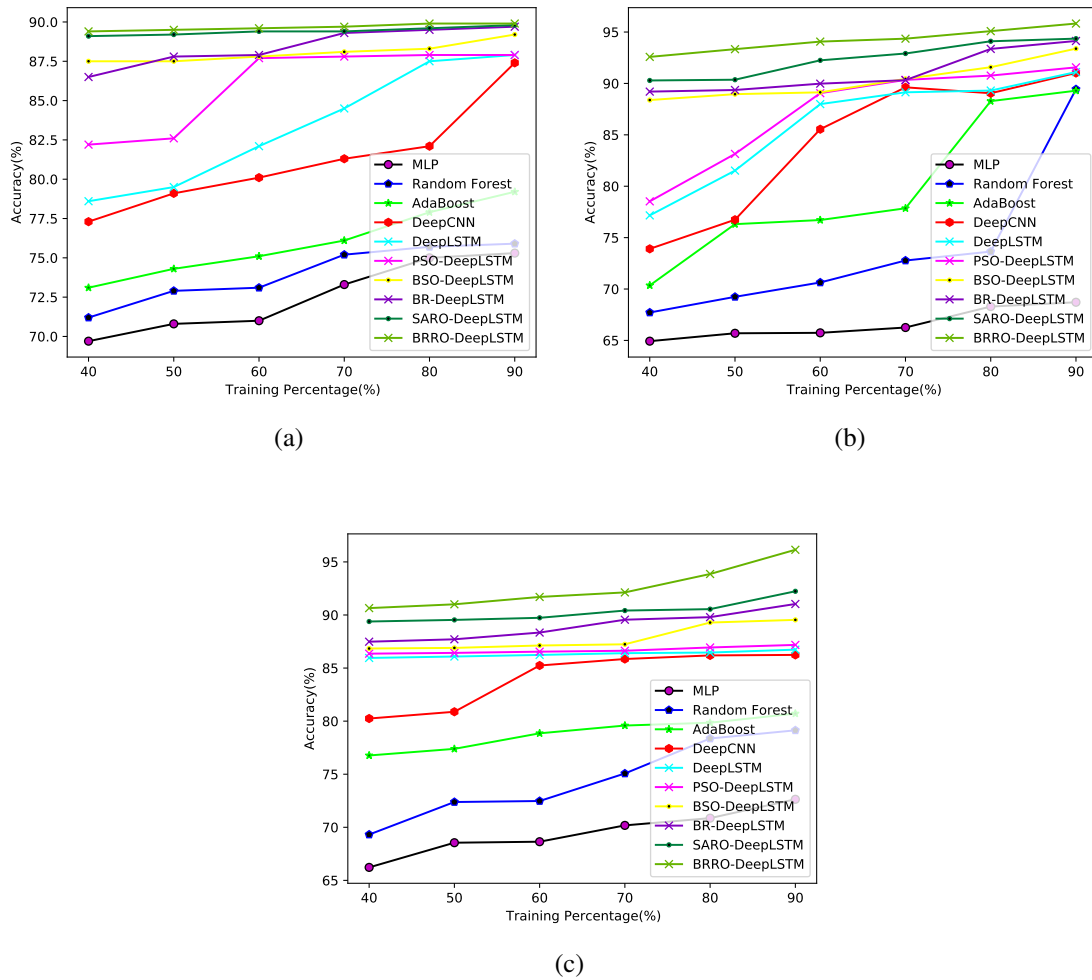 90.0
87.5
85.0
82.5
80.0
77.5
75.0
72.5
70.0
Accuracy(%)
MLP
Random Forest
AdaBoost
DeepCNN
DeepLSTM
PSO-DeepLSTM
BSO-DeepLSTM
BR-DeepLSTM
SARO-DeepLSTM
BRRO-DeepLSTM
40 50 60 70 80 90
Training Percentage(%)
(a)
95
90
85
80
75
70
65
Accuracy(%)
MLP
Random Forest
AdaBoost
DeepCNN
DeepLSTM
PSO-DeepLSTM
BSO-DeepLSTM
BR-DeepLSTM
SARO-DeepLSTM
BRRO-DeepLSTM
40 50 60 70 80 90
Training Percentage(%)
(b)
95
90
85
80
75
70
65
Accuracy(%)
MLP
Random Forest
AdaBoost
DeepCNN
DeepLSTM
PSO-DeepLSTM
BSO-DeepLSTM
BR-DeepLSTM
SARO-DeepLSTM
BRRO-DeepLSTM
40 50 60 70 80 90
Training Percentage(%)
(c)